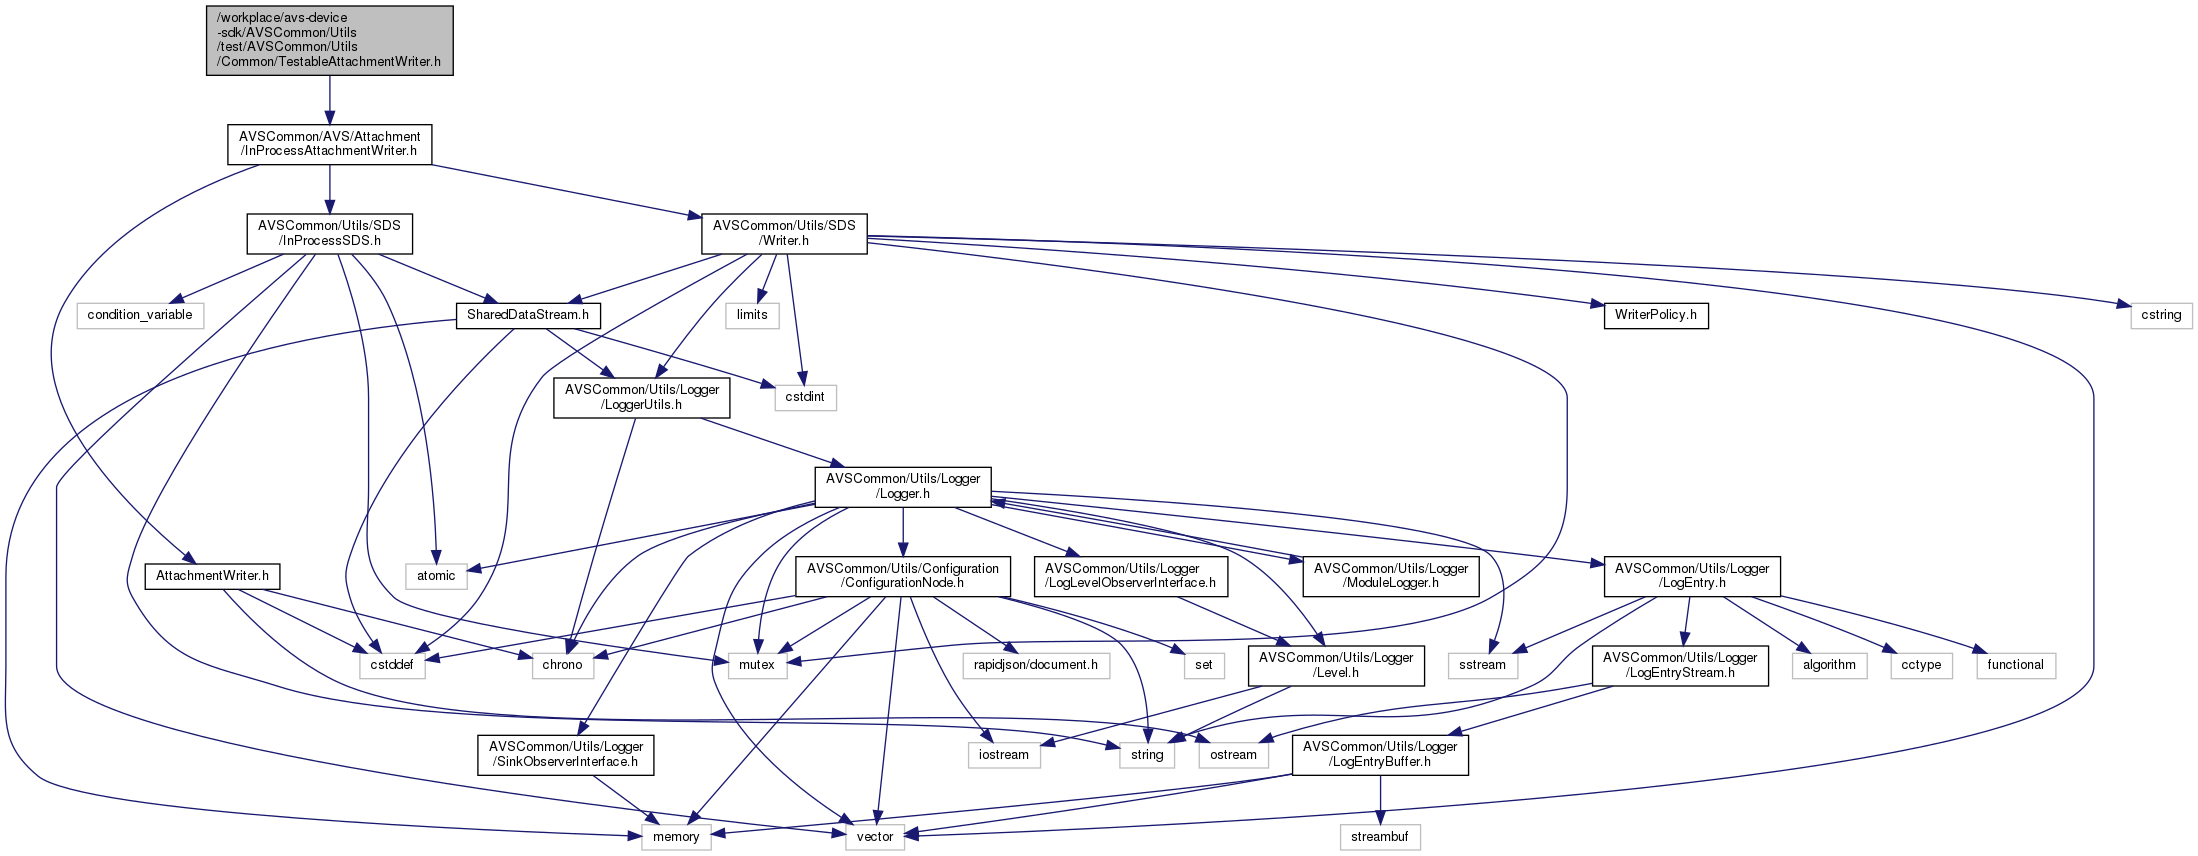 /workplace/avs-device
-sdk/AVSCommon/Utils
/test/AVSCommon/Utils
/Common/TestableAttachmentWriter.h
AVSCommon/AVS/Attachment
/InProcessAttachmentWriter.h
AVSCommon/Utils/SDS
/InProcessSDS.h
AVSCommon/Utils/SDS
/Writer.h
condition_variable
SharedDataStream.h
limits
WriterPolicy.h
cstring
AVSCommon/Utils/Logger
/LoggerUtils.h
cstdint
AVSCommon/Utils/Logger
/Logger.h
AttachmentWriter.h
atomic
AVSCommon/Utils/Configuration
/ConfigurationNode.h
AVSCommon/Utils/Logger
/LogLevelObserverInterface.h
AVSCommon/Utils/Logger
/ModuleLogger.h
AVSCommon/Utils/Logger
/LogEntry.h
cstddef
chrono
mutex
rapidjson/document.h
set
AVSCommon/Utils/Logger
/Level.h
sstream
AVSCommon/Utils/Logger
/LogEntryStream.h
algorithm
cctype
functional
AVSCommon/Utils/Logger
/SinkObserverInterface.h
iostream
string
ostream
AVSCommon/Utils/Logger
/LogEntryBuffer.h
memory
vector
streambuf